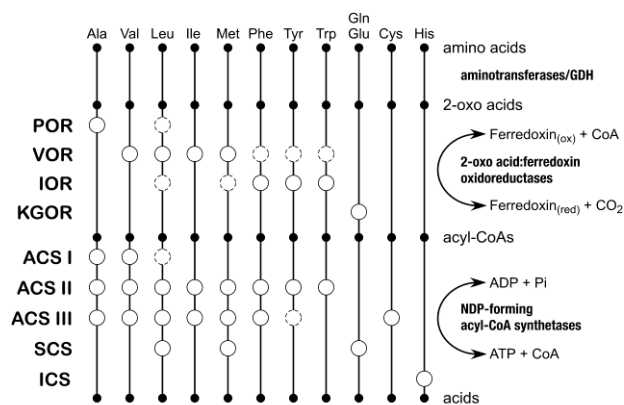 Gln
Ala Val Leu Ile Met Phe Tyr Trp Glu Cys His
amino acids
aminotransferases/GDH
2-oxo acids
POR
Ferredoxin(ox) + CoA
VOR
2-oxo acid:ferredoxin
oxidoreductases
IOR
KGOR
Ferredoxin(red) + CO2
acyl-CoAs
ACS I
ACS II
ADP + Pi
ACS III
NDP-forming
acyl-CoA synthetases
SCS
ATP + CoA
ICS
acids